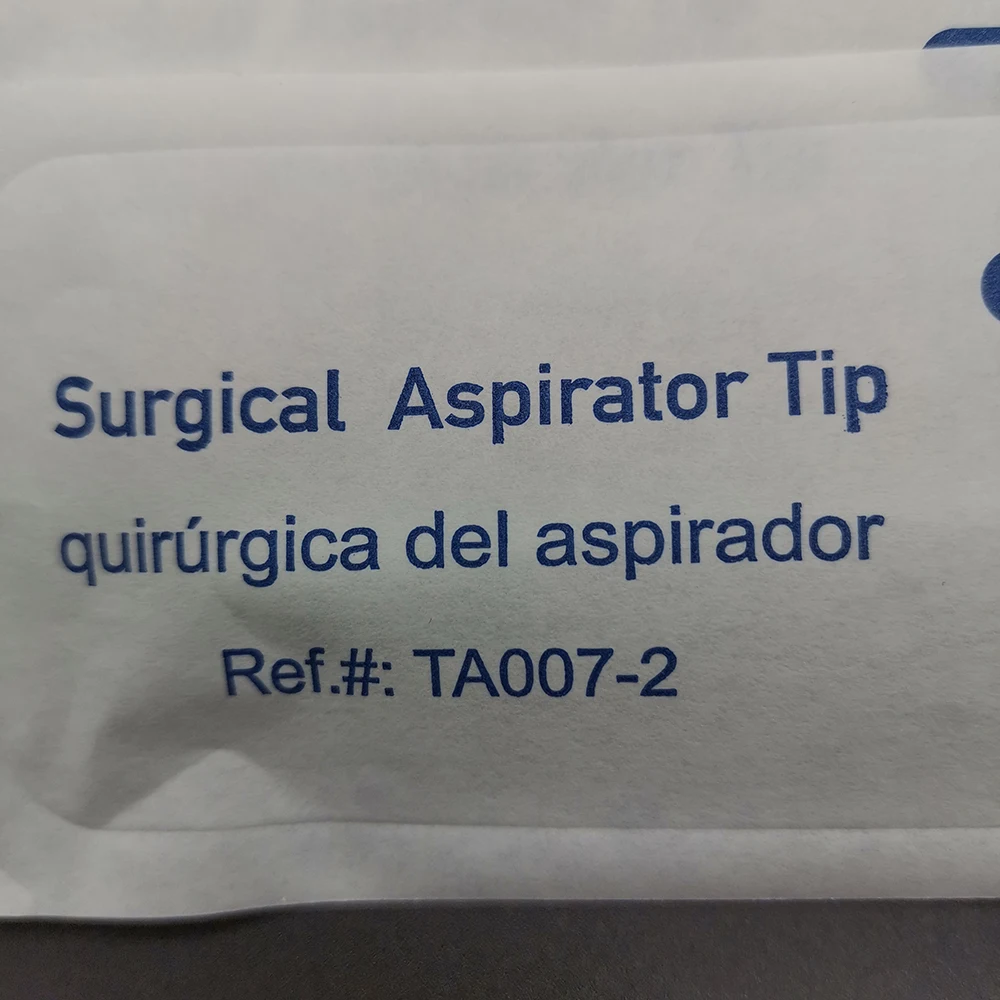 Surgical Aspirator Tip
quirúrgica del aspirador
Ref.#: TA007-2